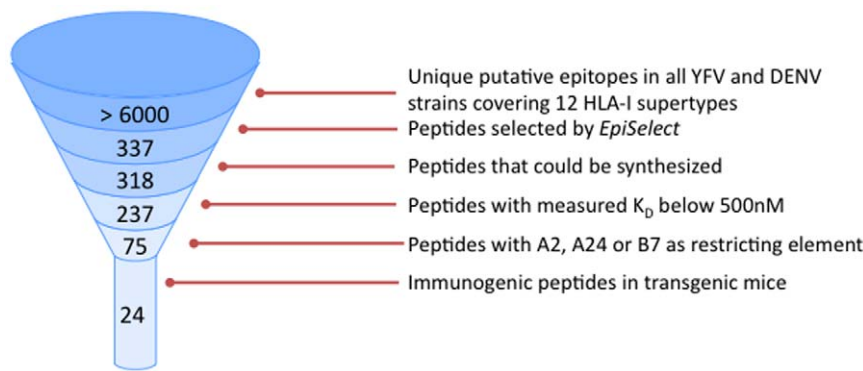 Unique putative epitopes in all YFV and DENV
strains covering 12 HLA-I supertypes
> 6000
Peptides selected by EpiSelect
337
Peptides that could be synthesized
318
Peptides with measured KD below 500nM
237
Peptides with A2, A24 or B7 as restricting element
75
Immunogenic peptides in transgenic mice
24